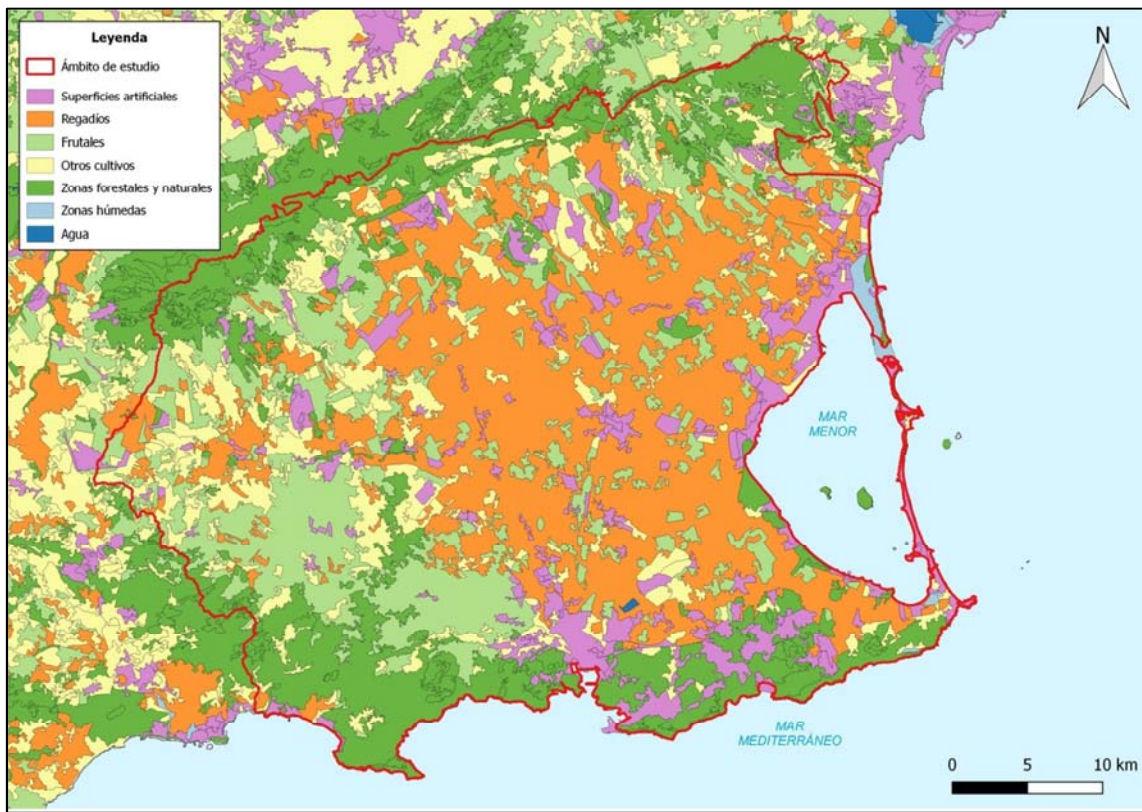 Leyenda
Ámbito de estudio
Superficies artificiales
Regadíos
Frutales
Otros cultivos
Zonas forestales y naturales
Zonas húmedas
Agua
N
MAR
MENOR
MAR
MEDITERRÁNEO
0 5 10 km